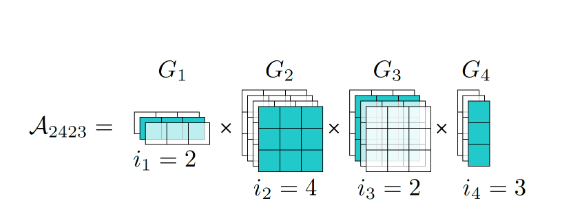 G₁ G₂ G₃ G₄
𝒜₂₄₂₃ = × × ×
i₁ = 2
i₂ = 4 i₃ = 2 i₄ = 3